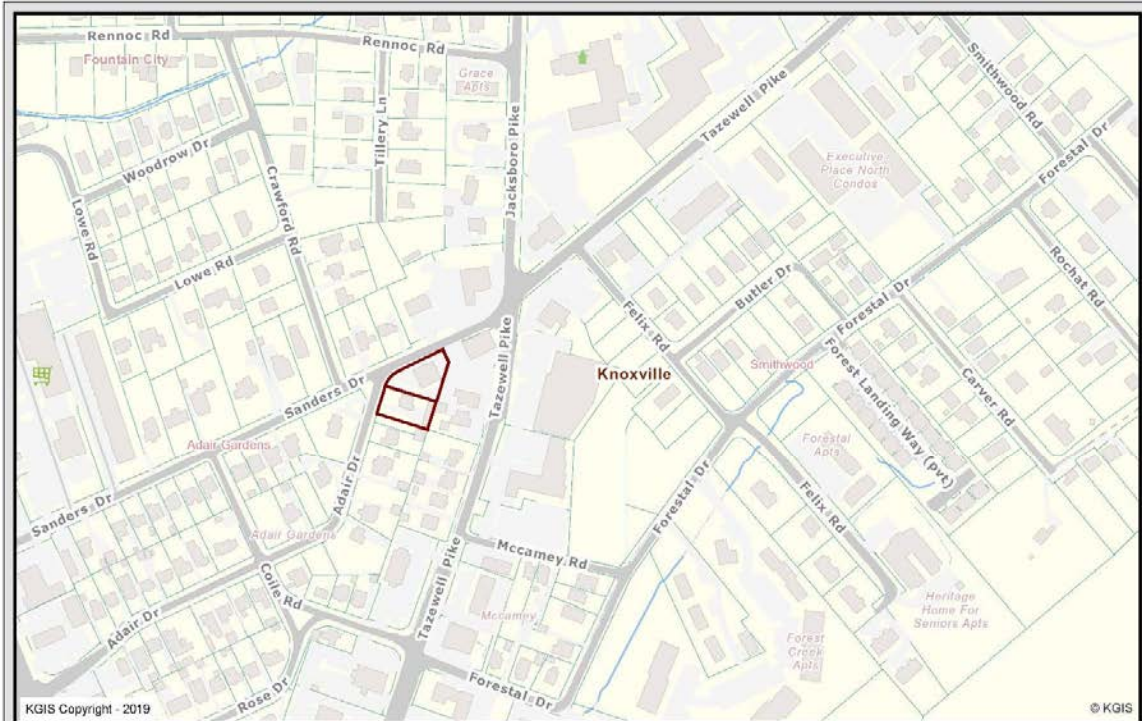 Rennoc Rd
Rennoc Rd
Fountain City
Grace
Apts
Tillery Ln
Woodrow Dr
Crawford Rd
Lowe Rd
Lowe Rd
Jacksboro Pike
Tazewell Pike
Smithwood Rd
Executive
Place North
Condos
Forestal Dr
Rochat Rd
Butler Dr
Felix Rd
Forestal Dr
Smithwood
Knoxville
Tazewell Pike
Sanders Dr
Adair Gardens
Sanders Dr
Adair Dr
Adair Gardens
Forest Landing Way (pvt)
Carver Rd
Forestal
Apts
Felix Rd
Forestal Dr
Mccamey Rd
Tazewell Pike
Coile Rd
Adair Dr
Mccamey
Heritage
Home For
Seniors Apts
Forest
Creek
Apts
Rose Dr
Forestal Dr
KGIS Copyright - 2019
© KGIS